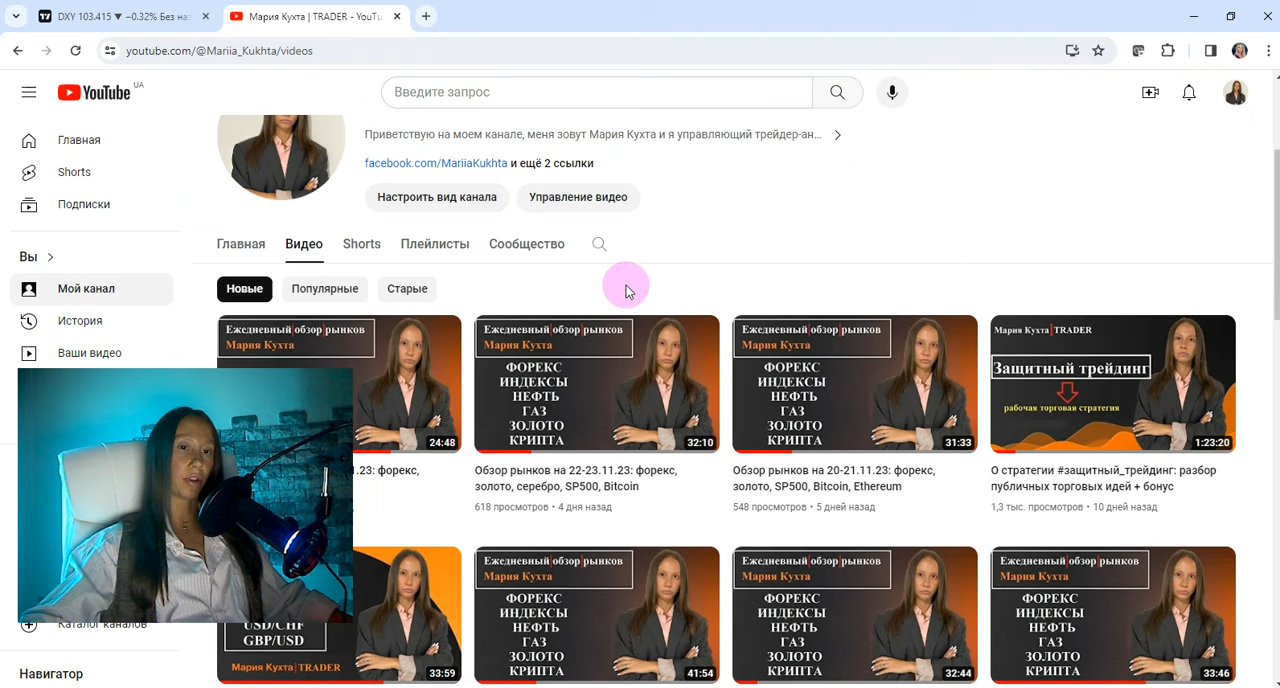 DXY 103.415 ▼ −0.32% Без наз
Мария Кухта | TRADER - YouTu
youtube.com/@Mariia_Kukhta/videos
YouTube UA
Введите запрос
Главная
Shorts
Подписки
Вы
Мой канал
История
Ваши видео
Навигатор
Приветствую на моем канале, меня зовут Мария Кухта и я управляющий трейдер-ан...
facebook.com/MariiaKukhta и ещё 2 ссылки
Настроить вид канала
Управление видео
Главная
Видео
Shorts
Плейлисты
Сообщество
Новые
Популярные
Старые
Ежедневный обзор рынков
Мария Кухта
24:48
1.23: форекс,
Ежедневный обзор рынков
Мария Кухта
ФОРЕКС
ИНДЕКСЫ
НЕФТЬ
ГАЗ
ЗОЛОТО
КРИПТА
32:10
Обзор рынков на 22-23.11.23: форекс,
золото, серебро, SP500, Bitcoin
618 просмотров • 4 дня назад
Ежедневный обзор рынков
Мария Кухта
ФОРЕКС
ИНДЕКСЫ
НЕФТЬ
ГАЗ
ЗОЛОТО
КРИПТА
31:33
Обзор рынков на 20-21.11.23: форекс,
золото, SP500, Bitcoin, Ethereum
548 просмотров • 5 дней назад
Мария Кухта | TRADER
Защитный трейдинг
рабочая торговая стратегия
1:23:20
О стратегии #защитный_трейдинг: разбор
публичных торговых идей + бонус
1,3 тыс. просмотров • 10 дней назад
USD/CHF
GBP/USD
Мария Кухта | TRADER
33:59
Ежедневный обзор рынков
Мария Кухта
ФОРЕКС
ИНДЕКСЫ
НЕФТЬ
ГАЗ
ЗОЛОТО
КРИПТА
41:54
Ежедневный обзор рынков
Мария Кухта
ФОРЕКС
ИНДЕКСЫ
НЕФТЬ
ГАЗ
ЗОЛОТО
КРИПТА
32:44
Ежедневный обзор рынков
Мария Кухта
ФОРЕКС
ИНДЕКСЫ
НЕФТЬ
ГАЗ
ЗОЛОТО
КРИПТА
33:46